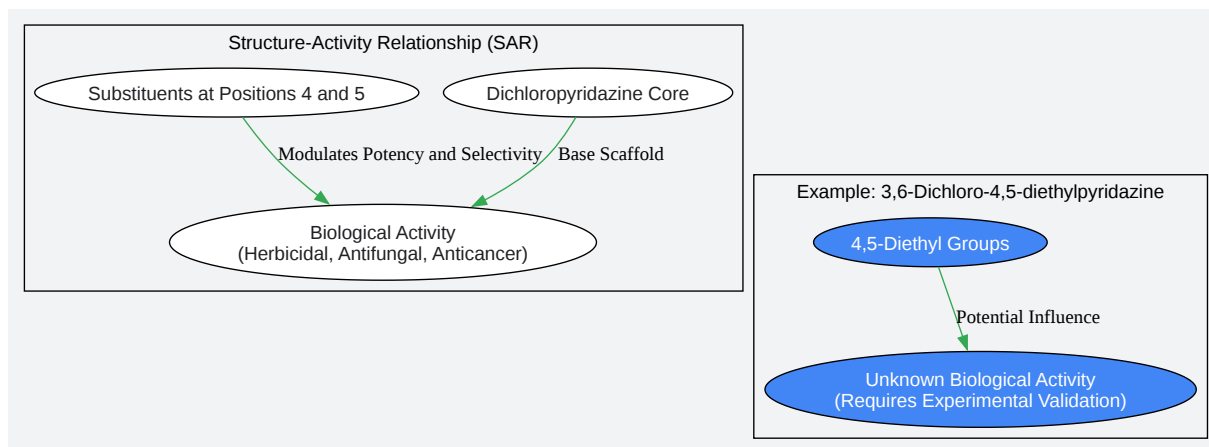 Structure-Activity Relationship (SAR)
Substituents at Positions 4 and 5
Dichloropyridazine Core
Modulates Potency and Selectivity
Base Scaffold
Biological Activity
(Herbicidal, Antifungal, Anticancer)
Example: 3,6-Dichloro-4,5-diethylpyridazine
4,5-Diethyl Groups
Potential Influence
Unknown Biological Activity
(Requires Experimental Validation)